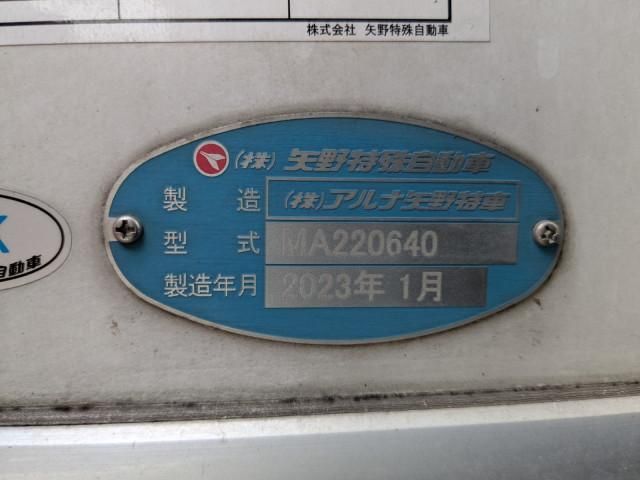 株式会社 矢野特殊自動車
(株)矢野特殊自動車
製造 (株)アルナ矢野特車
型式 MA220640
製造年月 2023年1月
X
自動車